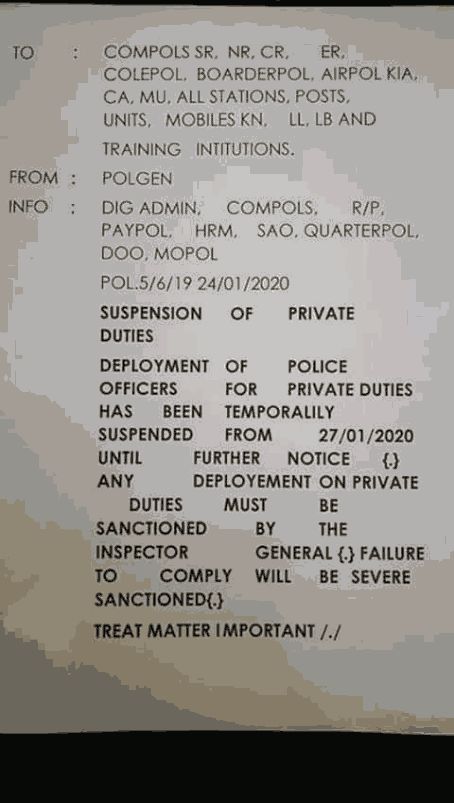 TO : COMPOLS SR, NR, CR, ER,
COLEPOL, BOARDERPOL, AIRPOL KIA,
CA, MU, ALL STATIONS, POSTS,
UNITS, MOBILES KN, LL, LB AND
TRAINING INTITUTIONS.
FROM : POLGEN
INFO : DIG ADMIN, COMPOLS, R/P,
PAYPOL, HRM, SAO, QUARTERPOL,
DOO, MOPOL
POL.5/6/19 24/01/2020
SUSPENSION OF PRIVATE
DUTIES
DEPLOYMENT OF POLICE
OFFICERS FOR PRIVATE DUTIES
HAS BEEN TEMPORALILY
SUSPENDED FROM 27/01/2020
UNTIL FURTHER NOTICE {.}
ANY DEPLOYEMENT ON PRIVATE
DUTIES MUST BE
SANCTIONED BY THE
INSPECTOR GENERAL {.} FAILURE
TO COMPLY WILL BE SEVERE
SANCTIONED{.}
TREAT MATTER IMPORTANT /./